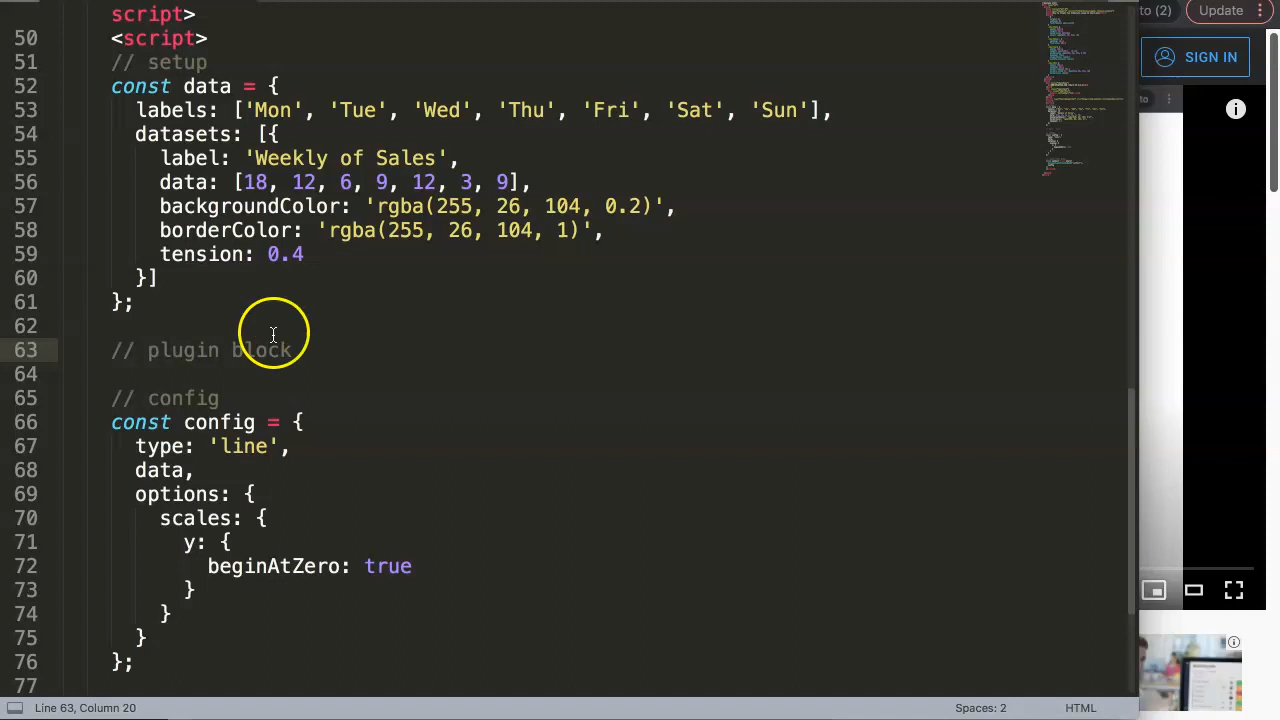 script>
50 <script>
51 // setup
52 const data = {
53 labels: ['Mon', 'Tue', 'Wed', 'Thu', 'Fri', 'Sat', 'Sun'],
54 datasets: [{
55 label: 'Weekly of Sales',
56 data: [18, 12, 6, 9, 12, 3, 9],
57 backgroundColor: 'rgba(255, 26, 104, 0.2)',
58 borderColor: 'rgba(255, 26, 104, 1)',
59 tension: 0.4
60 }]
61 };
62
63 // plugin block
64
65 // config
66 const config = {
67 type: 'line',
68 data,
69 options: {
70 scales: {
71 y: {
72 beginAtZero: true
73 }
74 }
75 }
76 };
77
Line 63, Column 20
Spaces: 2
HTML
to (2)
Update
SIGN IN
to